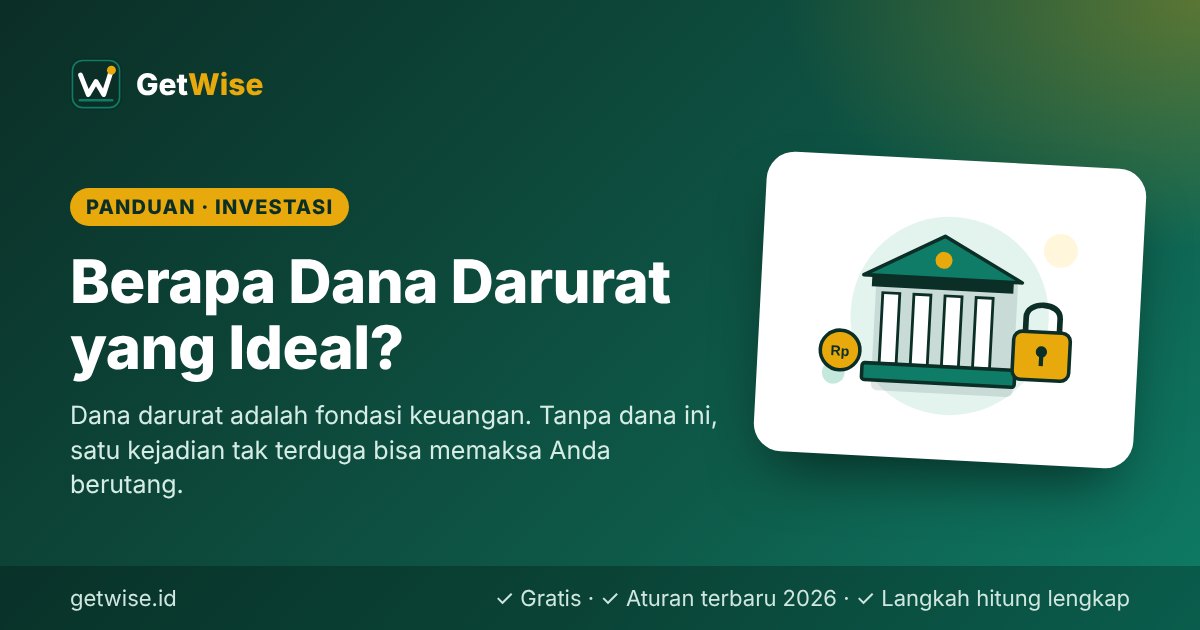 GetWise
PANDUAN · INVESTASI
Berapa Dana Darurat
yang Ideal?
Dana darurat adalah fondasi keuangan. Tanpa dana ini,
satu kejadian tak terduga bisa memaksa Anda
berutang.
Rp
getwise.id
✓ Gratis · ✓ Aturan terbaru 2026 · ✓ Langkah hitung lengkap